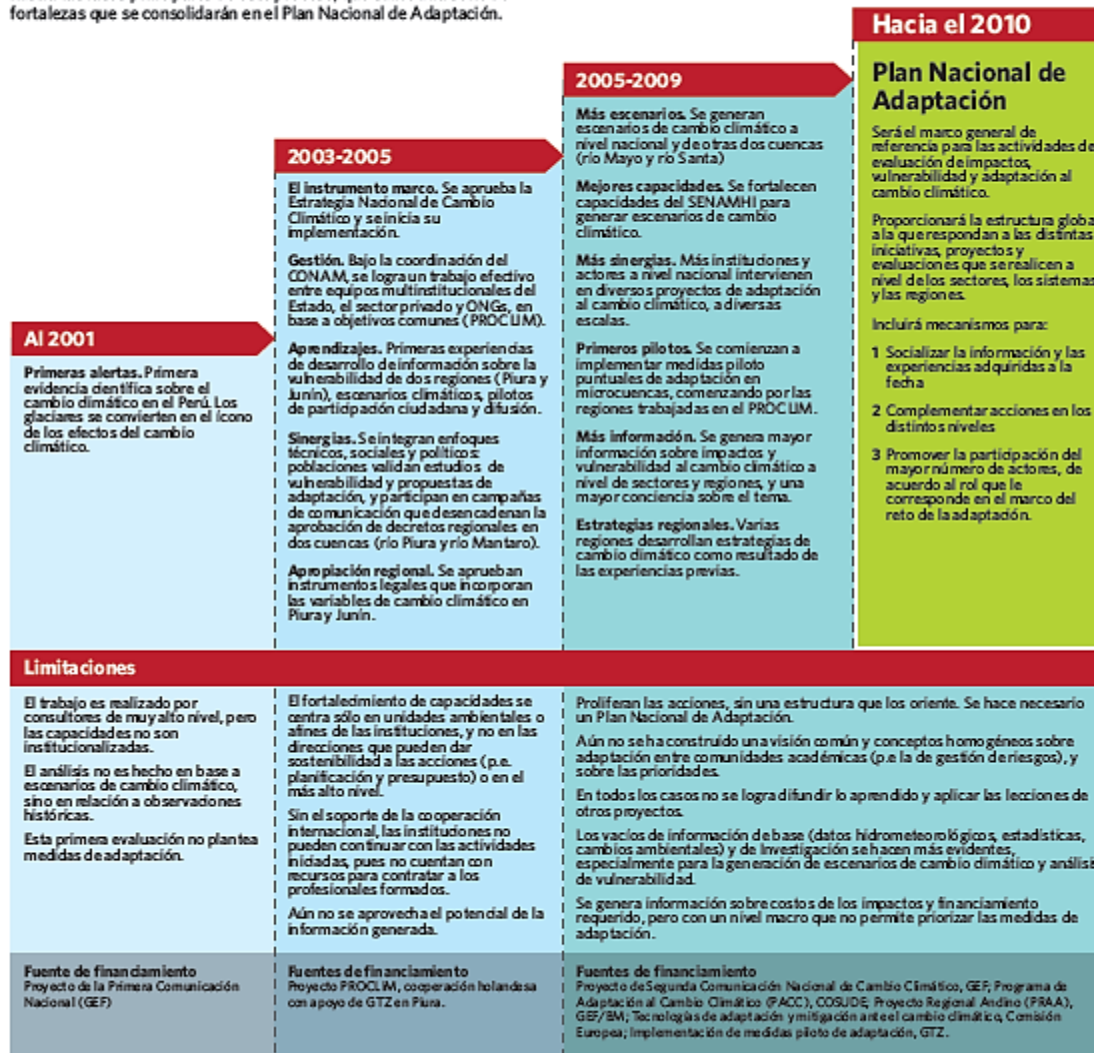 fortalezas que se consolidarán en el Plan Nacional de Adaptación.
Al 2001
Primeras alertas. Primera
evidencia científica sobre el
cambio climático en el Perú. Los
glaciares se convierten en el ícono
de los efectos del cambio
climático.
2003-2005
El instrumento marco. Se aprueba la
Estrategia Nacional de Cambio
Climático y se inicia su
implementación.
Gestión. Bajo la coordinación del
CONAM, se logra un trabajo efectivo
entre equipos multinstitucionales del
Estado, el sector privado y ONGs, en
base a objetivos comunes (PROCLIM).
Aprendizajes. Primeras experiencias
de desarrollo de información sobre la
vulnerabilidad de dos regiones (Piura y
Junín), escenarios climáticos, pilotos
de participación ciudadana y difusión.
Sinergias. Se integran enfoques
técnicos, sociales y políticos:
poblaciones validan estudios de
vulnerabilidad y propuestas de
adaptación, y participan en campañas
de comunicación que desencadenan la
aprobación de decretos regionales en
dos cuencas (río Piura y río Mantaro).
Apropiación regional. Se aprueban
instrumentos legales que incorporan
las variables de cambio climático en
Piura y Junín.
2005-2009
Más escenarios. Se generan
escenarios de cambio climático a
nivel nacional y de otras dos cuencas
(río Mayo y río Santa)
Mejores capacidades. Se fortalecen
capacidades del SENAMHI para
generar escenarios de cambio
climático.
Más sinergias. Más instituciones y
actores a nivel nacional intervienen
en diversos proyectos de adaptación
al cambio climático, a diversas
escalas.
Primeros pilotos. Se comienzan a
implementar medidas piloto
puntuales de adaptación en
microcuencas, comenzando por las
regiones trabajadas en el PROCLIM.
Más información. Se genera mayor
información sobre impactos y
vulnerabilidad al cambio climático a
nivel de sectores y regiones, y una
mayor conciencia sobre el tema.
Estrategias regionales. Varias
regiones desarrollan estrategias de
cambio climático como resultado de
las experiencias previas.
Hacia el 2010
Plan Nacional de
Adaptación
Será el marco general de
referencia para las actividades de
evaluación de impactos,
vulnerabilidad y adaptación al
cambio climático.
Proporcionará la estructura globa
a la que respondan a las distintas
iniciativas, proyectos y
evaluaciones que se realicen a
nivel de los sectores, los sistemas
y las regiones.
Incluirá mecanismos para:
1 Socializar la información y las
experiencias adquiridas a la
fecha
2 Complementar acciones en los
distintos niveles
3 Promover la participación del
mayor número de actores, de
acuerdo al rol que le
corresponde en el marco del
reto de la adaptación.
Limitaciones
El trabajo es realizado por
consultores de muy alto nivel, pero
las capacidades no son
institucionalizadas.
El análisis no es hecho en base a
escenarios de cambio climático,
sino en relación a observaciones
históricas.
Esta primera evaluación no plantea
medidas de adaptación.
El fortalecimiento de capacidades se
centra sólo en unidades ambientales o
afines de las instituciones, y no en las
direcciones que pueden dar
sostenibilidad a las acciones (p.e.
planificación y presupuesto) o en el
más alto nivel.
Sin el soporte de la cooperación
internacional, las instituciones no
pueden continuar con las actividades
iniciadas, pues no cuentan con
recursos para contratar a los
profesionales formados.
Aún no se aprovecha el potencial de la
información generada.
Proliferan las acciones, sin una estructura que los oriente. Se hace necesario
un Plan Nacional de Adaptación.
Aún no se ha construido una visión común y conceptos homogéneos sobre
adaptación entre comunidades académicas (p.e la de gestión de riesgos), y
sobre las prioridades.
En todos los casos no se logra difundir lo aprendido y aplicar las lecciones de
otros proyectos.
Los vacíos de información de base (datos hidrometeorológicos, estadísticas,
cambios ambientales) y de Investigación se hacen más evidentes,
especialmente para la generación de escenarios de cambio climático y análisis
de vulnerabilidad.
Se genera información sobre costos de los impactos y financiamiento
requerido, pero con un nivel macro que no permite priorizar las medidas de
adaptación.
Fuente de financiamiento
Proyecto de la Primera Comunicación
Nacional (GEF)
Fuentes de financiamiento
Proyecto PROCLIM, cooperación holandesa
con apoyo de GTZ en Piura.
Fuentes de financiamiento
Proyecto de Segunda Comunicación Nacional de Cambio Climático, GEF; Programa de
Adaptación al Cambio Climático (PACC), COSUDE; Proyecto Regional Andino (PRAA),
GEF/BM; Tecnologías de adaptación y mitigación ante el cambio climático, Comisión
Europea; Implementación de medidas piloto de adaptación, GTZ.